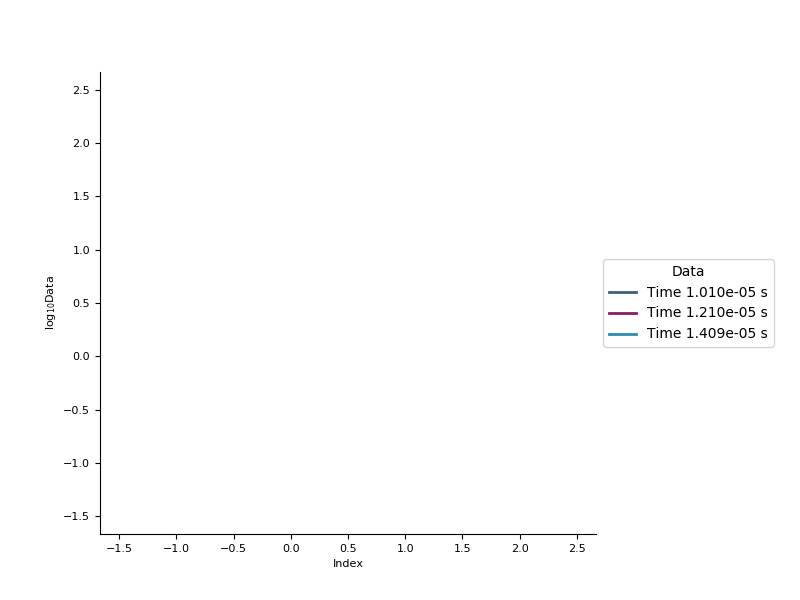 2.5
2.0
1.5
1.0
0.5
0.0
−0.5
−1.0
−1.5
log₁₀Data
−1.5 −1.0 −0.5 0.0 0.5 1.0 1.5 2.0 2.5
Index
Data
Time 1.010e-05 s
Time 1.210e-05 s
Time 1.409e-05 s